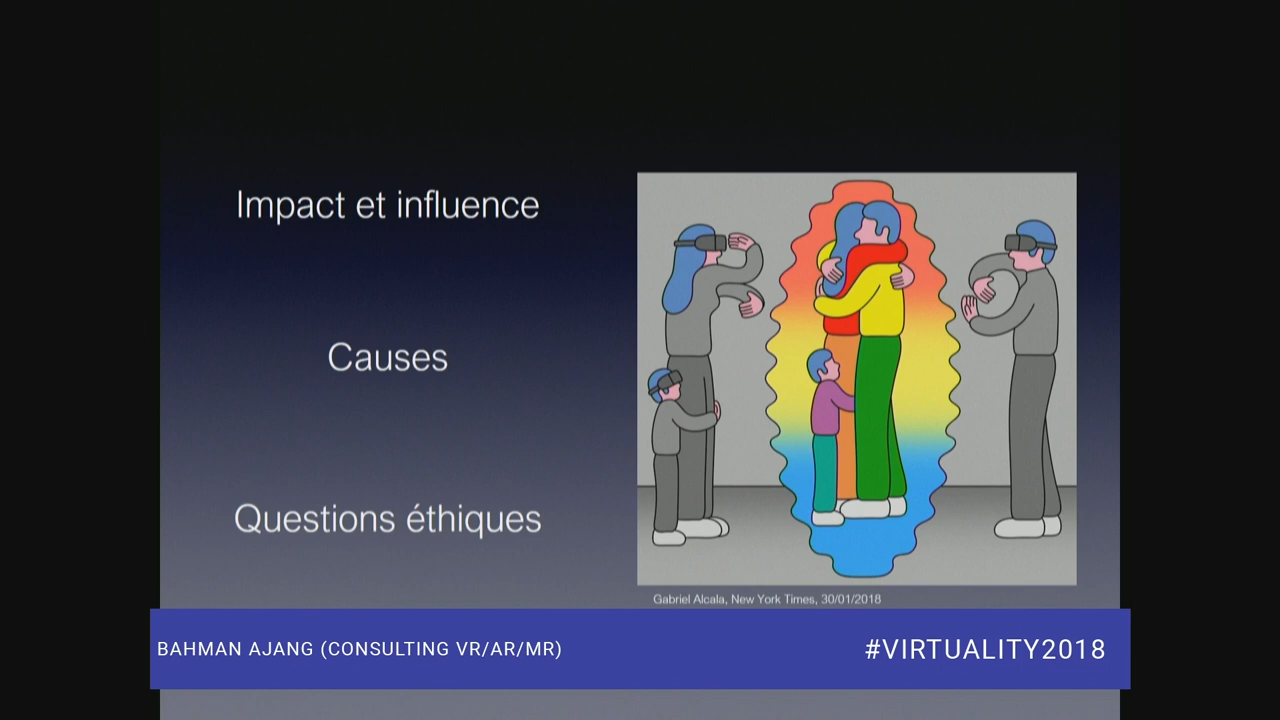 Impact et influence
Causes
Questions éthiques
Gabriel Alcala, New York Times, 30/01/2018
BAHMAN AJANG (CONSULTING VR/AR/MR)
#VIRTUALITY2018